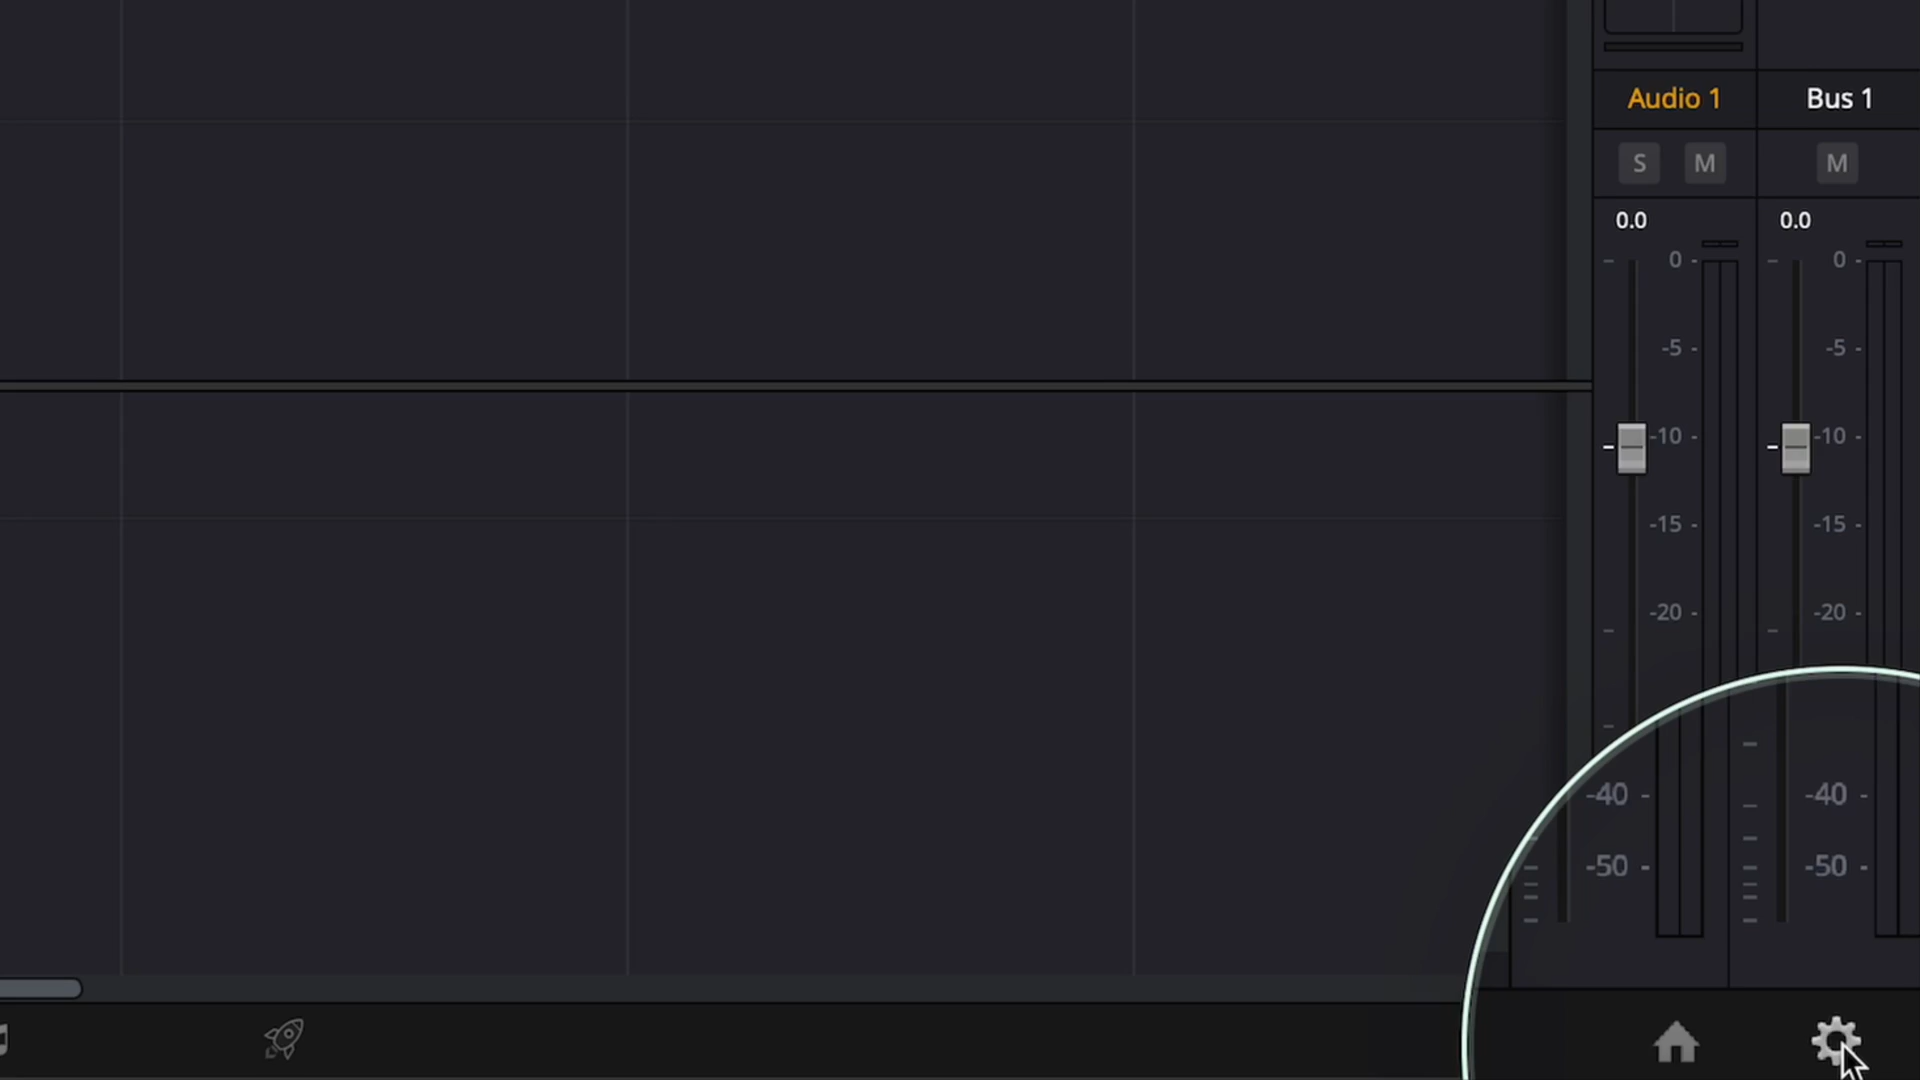 Audio 1 Bus 1
S M M
0.0 0.0
0 - 0 -
-5 - -5 -
-10 - -10 -
-15 - -15 -
-20 - -20 -
-40 - -40 -
-50 - -50 -